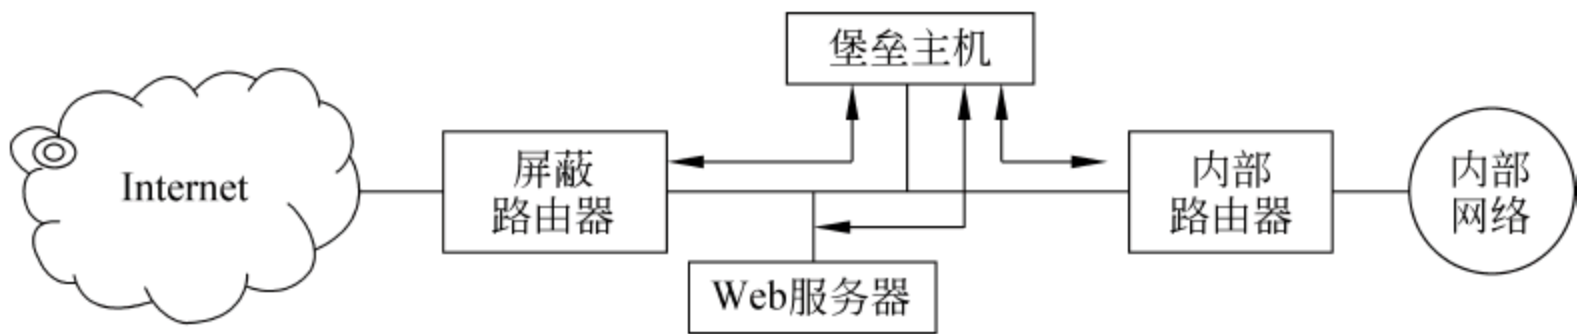 堡垒主机
Internet
屏蔽
路由器
内部
路由器
内部
网络
Web服务器